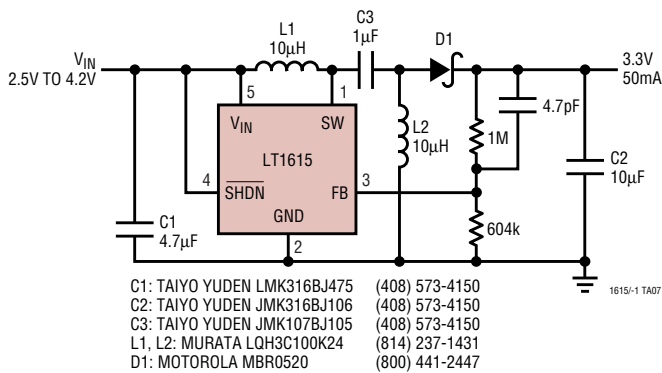 L1
10µH
C3
1µF
D1
VIN
2.5V TO 4.2V
3.3V
50mA
5
1
VIN
SW
L2
10µH
1M
4.7pF
LT1615
C2
10µF
4
SHDN
FB
3
GND
2
C1
4.7µF
604k
C1: TAIYO YUDEN LMK316BJ475 (408) 573-4150
C2: TAIYO YUDEN JMK316BJ106 (408) 573-4150
C3: TAIYO YUDEN JMK107BJ105 (408) 573-4150
L1, L2: MURATA LQH3C100K24 (814) 237-1431
D1: MOTOROLA MBR0520 (800) 441-2447
1615/-1 TA07